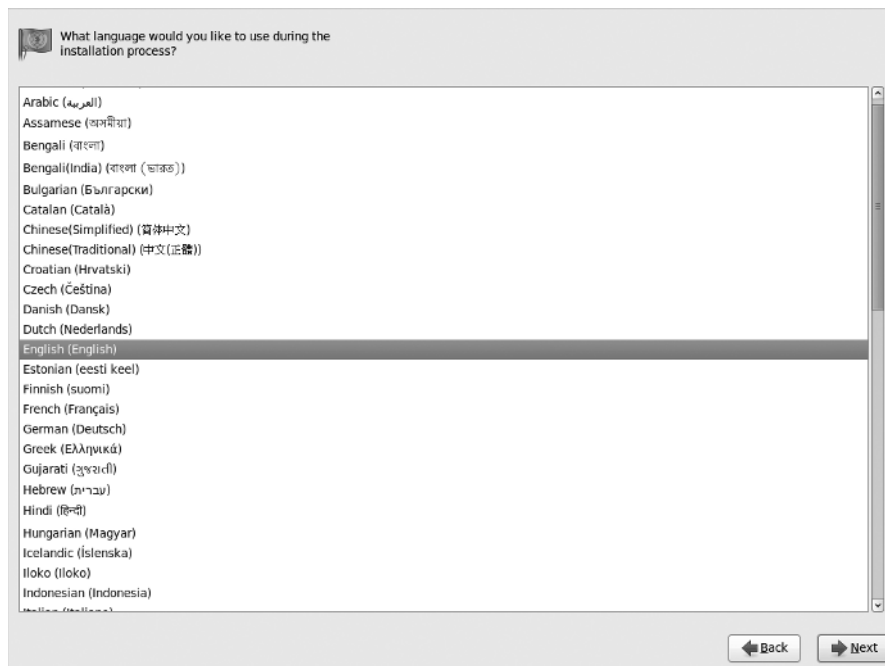 What language would you like to use during the
installation process?
Arabic (العربية)
Assamese (অসমীয়া)
Bengali (বাংলা)
Bengali(India) (বাংলা (ভারত))
Bulgarian (Български)
Catalan (Català)
Chinese(Simplified) (简体中文)
Chinese(Traditional) (中文(正體))
Croatian (Hrvatski)
Czech (Čeština)
Danish (Dansk)
Dutch (Nederlands)
English (English)
Estonian (eesti keel)
Finnish (suomi)
French (Français)
German (Deutsch)
Greek (Ελληνικά)
Gujarati (ગુજરાતી)
Hebrew (עברית)
Hindi (हिन्दी)
Hungarian (Magyar)
Icelandic (Íslenska)
Iloko (Iloko)
Indonesian (Indonesia)
Back
Next